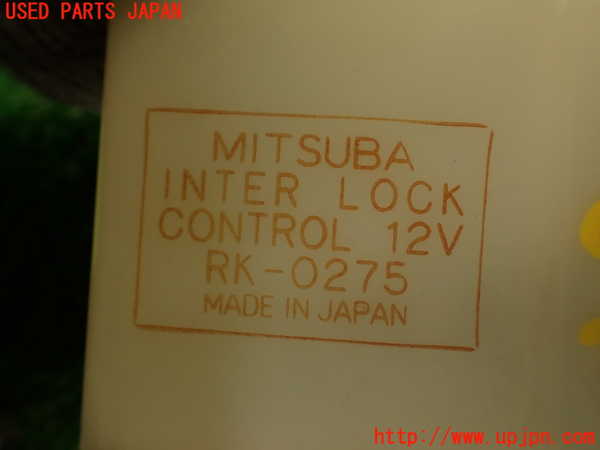 USED PARTS JAPAN
MITSUBA
INTER LOCK
CONTROL 12V
RK-0275
MADE IN JAPAN
http://www.upjpn.com/